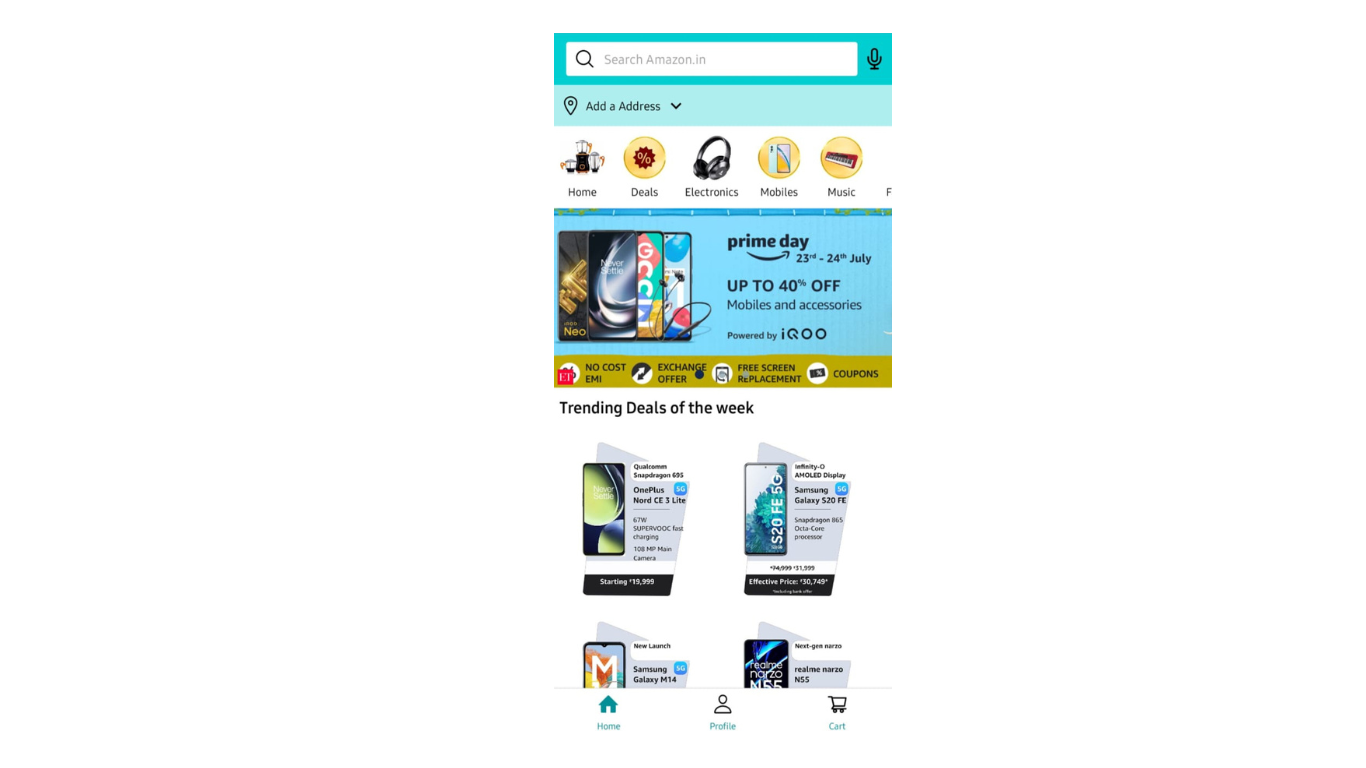 Search Amazon.in
Add a Address
Home
Deals
Electronics
Mobiles
Music
F
prime day
23rd - 24th July
UP TO 40% OFF
Mobiles and accessories
Powered by iQOO
Never
Settle
GOOM
iQOO
Neo
ET
NO COST
EMI
EXCHANGE
OFFER
FREE SCREEN
REPLACEMENT
COUPONS
Trending Deals of the week
Never
Settle
Qualcomm
Snapdragon 695
OnePlus 5G
Nord CE 3 Lite
67W
SUPERVOOC fast
charging
108 MP Main
Camera
Starting ₹19,999
S20 FE 5G
Infinity-O
AMOLED Display
Samsung 5G
Galaxy S20 FE
Snapdragon 865
Octa-Core
processor
₹74,999 ₹31,999
Effective Price: ₹30,749*
*Including bank offer
M
New Launch
Samsung 5G
Galaxy M14
realme
narzo
N55
Next-gen narzo
realme narzo
N55
Home
Profile
Cart